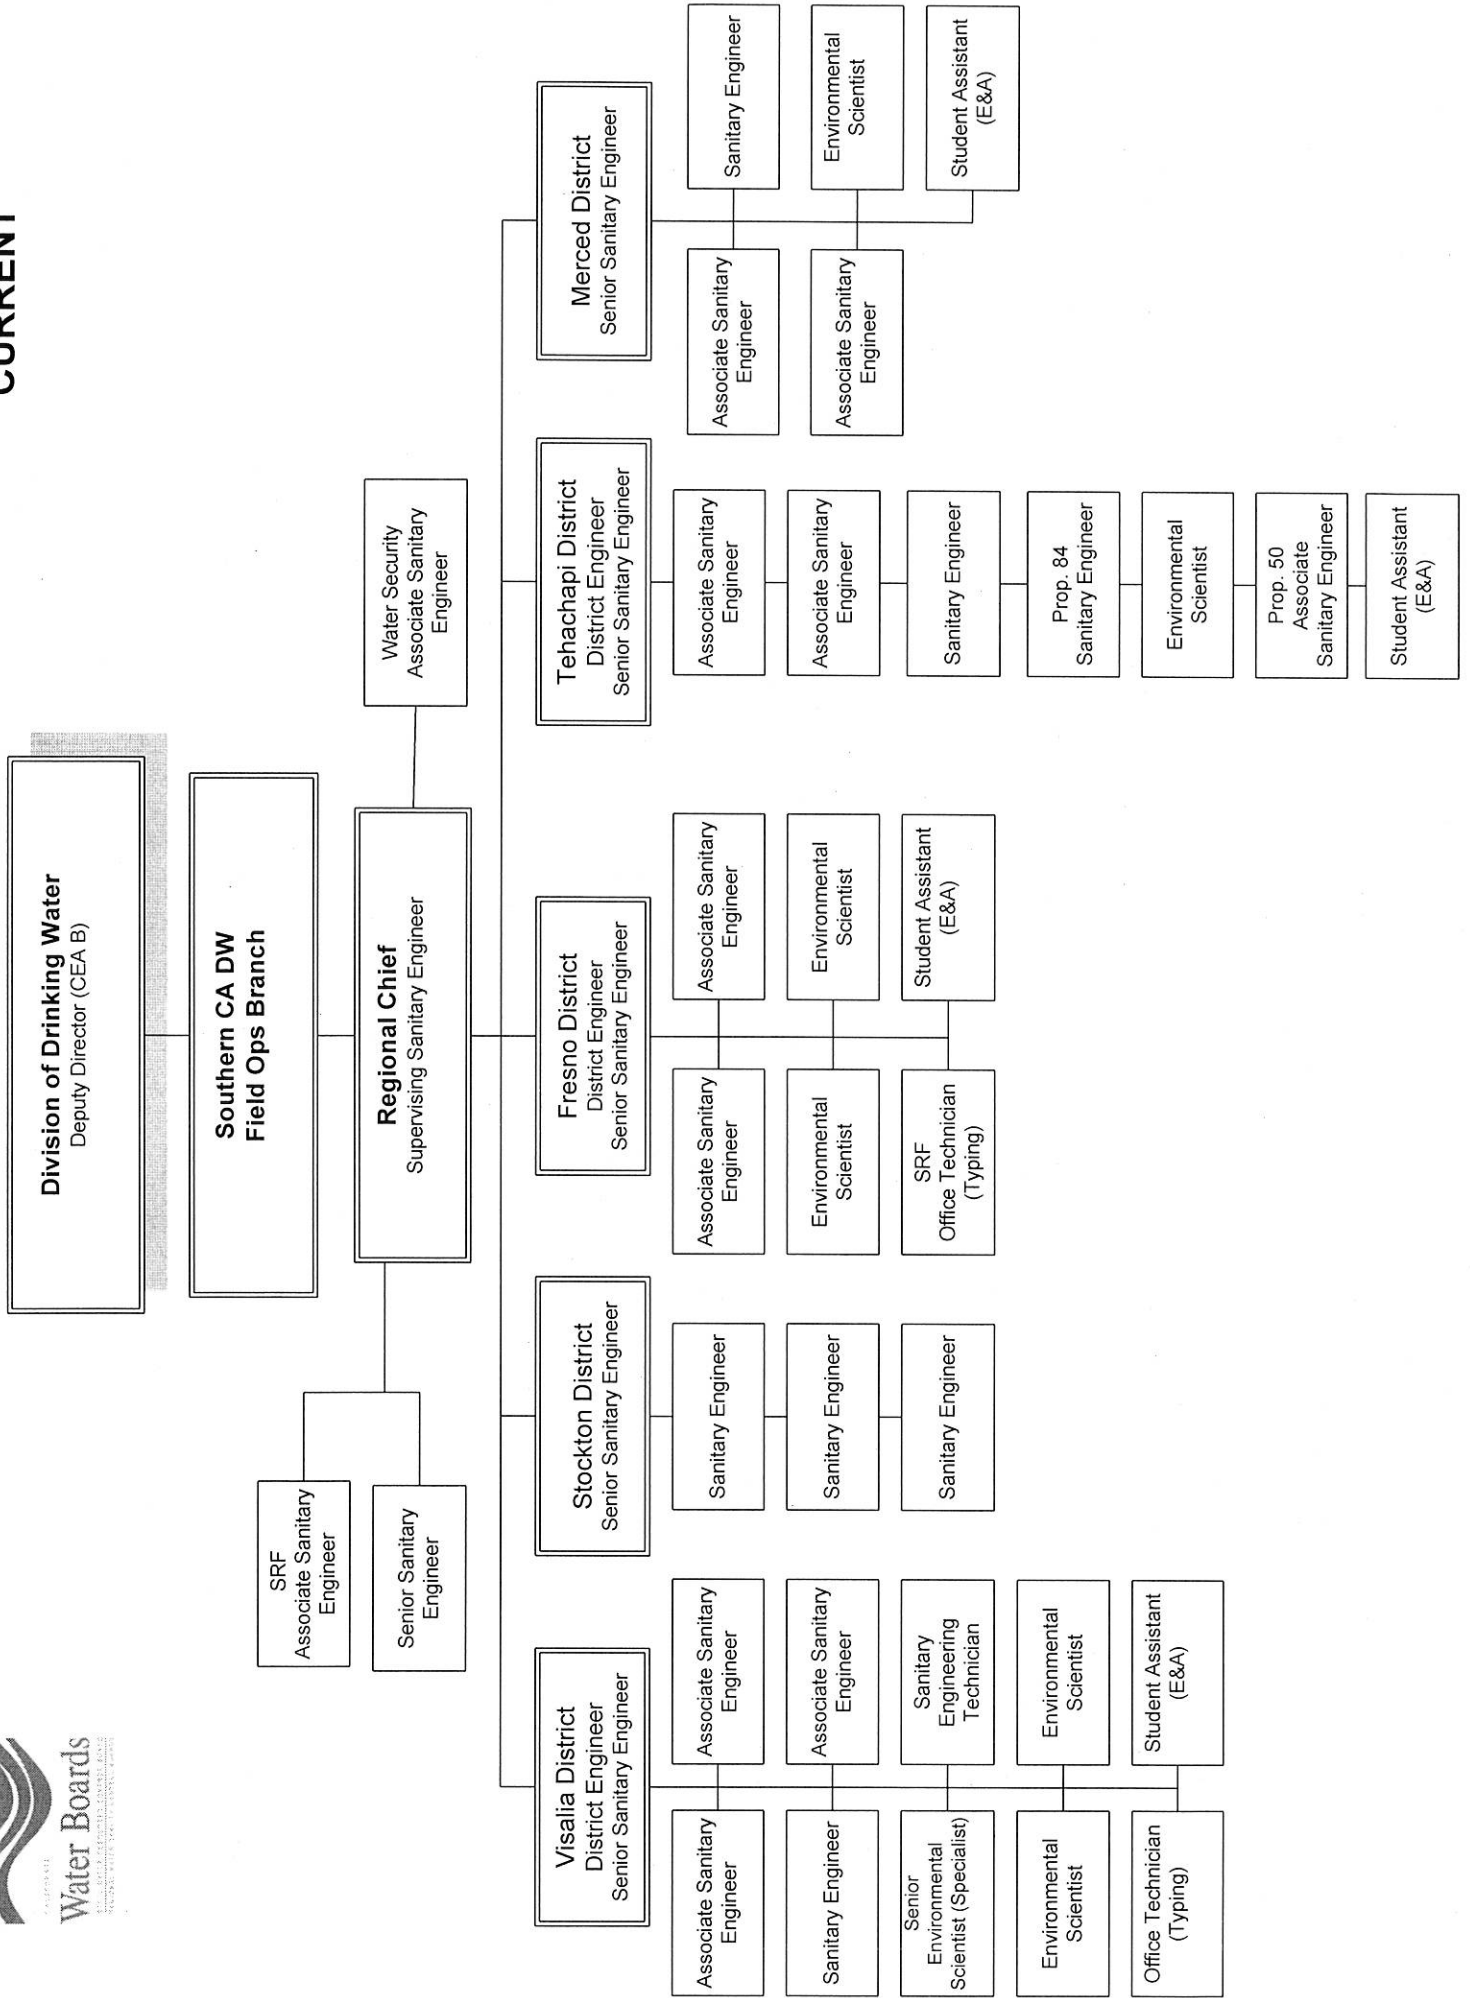 CURRENT
Water Boards
Division of Drinking Water
Deputy Director (CEA B)
Southern CA DW
Field Ops Branch
Regional Chief
Supervising Sanitary Engineer
SRF
Associate Sanitary
Engineer
Senior Sanitary
Engineer
Water Security
Associate Sanitary
Engineer
Visalia District
District Engineer
Senior Sanitary Engineer
Associate Sanitary
Engineer
Associate Sanitary
Engineer
Sanitary Engineer
Associate Sanitary
Engineer
Senior
Environmental
Scientist (Specialist)
Sanitary
Engineering
Technician
Environmental
Scientist
Environmental
Scientist
Office Technician
(Typing)
Student Assistant
(E&A)
Stockton District
Senior Sanitary Engineer
Sanitary Engineer
Sanitary Engineer
Sanitary Engineer
Fresno District
District Engineer
Senior Sanitary Engineer
Associate Sanitary
Engineer
Associate Sanitary
Engineer
Environmental
Scientist
Environmental
Scientist
SRF
Office Technician
(Typing)
Student Assistant
(E&A)
Tehachapi District
District Engineer
Senior Sanitary Engineer
Associate Sanitary
Engineer
Associate Sanitary
Engineer
Sanitary Engineer
Prop. 84
Sanitary Engineer
Environmental
Scientist
Prop. 50
Associate
Sanitary Engineer
Student Assistant
(E&A)
Merced District
Senior Sanitary Engineer
Associate Sanitary
Engineer
Sanitary Engineer
Associate Sanitary
Engineer
Environmental
Scientist
Student Assistant
(E&A)